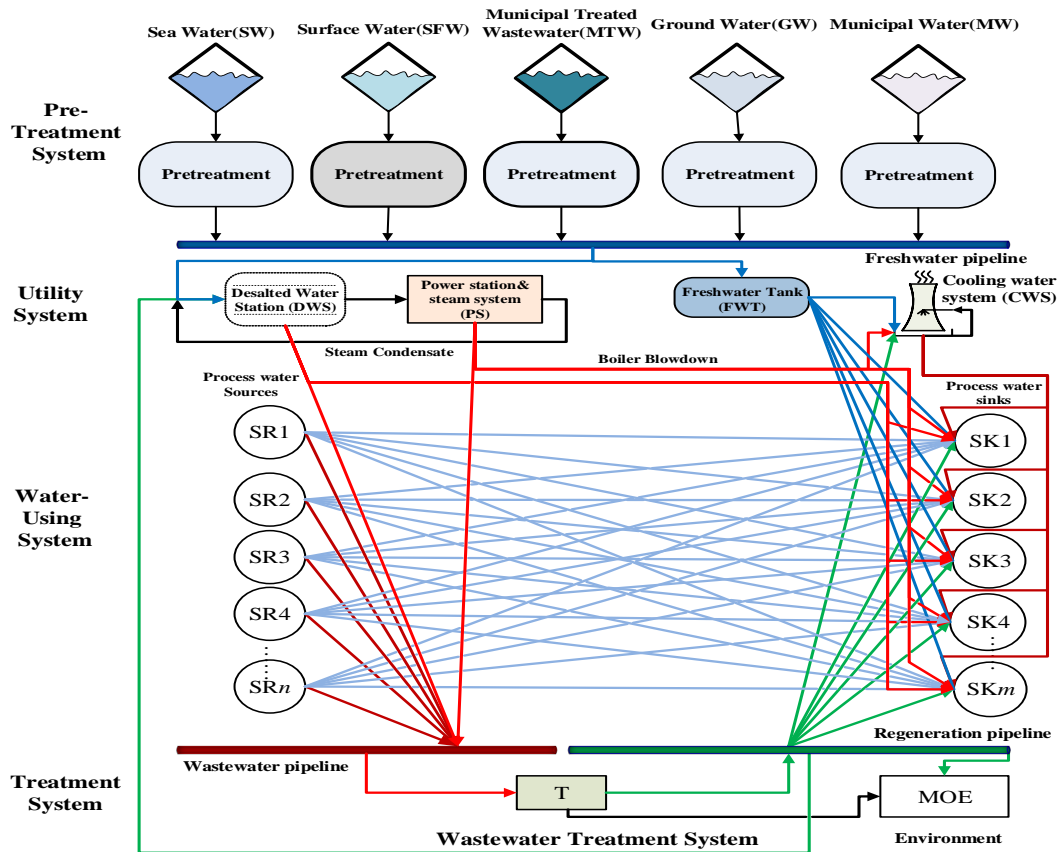 Sea Water(SW)
Surface Water(SFW)
Municipal Treated
Wastewater(MTW)
Ground Water(GW)
Municipal Water(MW)
Pre-
Treatment
System
Pretreatment
Pretreatment
Pretreatment
Pretreatment
Pretreatment
Freshwater pipeline
Utility
System
Desalted Water
Station (DWS)
Power station&
steam system
(PS)
Freshwater Tank
(FWT)
Cooling water
system (CWS)
Steam Condensate
Boiler Blowdown
Process water
Sources
Process water
sinks
Water-
Using
System
SR1
SR2
SR3
SR4
SRn
SK1
SK2
SK3
SK4
SKm
Regeneration pipeline
Wastewater pipeline
Treatment
System
T
MOE
Wastewater Treatment System
Environment